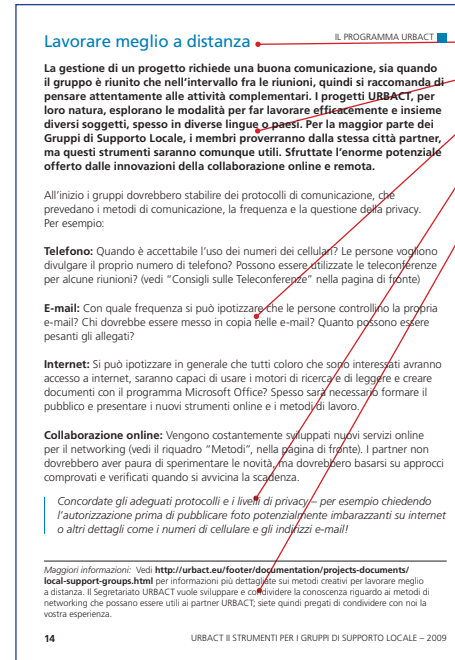 Lavorare meglio a distanza
IL PROGRAMMA URBACT
La gestione di un progetto richiede una buona comunicazione, sia quando
il gruppo è riunito che nell'intervallo fra le riunioni, quindi si raccomanda di
pensare attentamente alle attività complementari. I progetti URBACT, per
loro natura, esplorano le modalità per far lavorare efficacemente e insieme
diversi soggetti, spesso in diverse lingue o paesi. Per la maggior parte dei
Gruppi di Supporto Locale, i membri proverranno dalla stessa città partner,
ma questi strumenti saranno comunque utili. Sfruttate l'enorme potenziale
offerto dalle innovazioni della collaborazione online e remota.
All'inizio i gruppi dovrebbero stabilire dei protocolli di comunicazione, che
prevedano i metodi di comunicazione, la frequenza e la questione della privacy.
Per esempio:
Telefono: Quando è accettabile l'uso dei numeri dei cellulari? Le persone vogliono
divulgare il proprio numero di telefono? Possono essere utilizzate le teleconferenze
per alcune riunioni? (vedi "Consigli sulle Teleconferenze" nella pagina di fronte)
E-mail: Con quale frequenza si può ipotizzare che le persone controllino la propria
e-mail? Chi dovrebbe essere messo in copia nelle e-mail? Quanto possono essere
pesanti gli allegati?
Internet: Si può ipotizzare in generale che tutti coloro che sono interessati avranno
accesso a internet, saranno capaci di usare i motori di ricerca e di leggere e creare
documenti con il programma Microsoft Office? Spesso sarà necessario formare il
pubblico e presentare i nuovi strumenti online e i metodi di lavoro.
Collaborazione online: Vengono costantemente sviluppati nuovi servizi online
per il networking (vedi il riquadro "Metodi", nella pagina di fronte). I partner non
dovrebbero aver paura di sperimentare le novità, ma dovrebbero basarsi su approcci
comprovati e verificati quando si avvicina la scadenza.
Concordate gli adeguati protocolli e i livelli di privacy – per esempio chiedendo
l'autorizzazione prima di pubblicare foto potenzialmente imbarazzanti su internet
o altri dettagli come i numeri di cellulare e gli indirizzi e-mail!
Maggiori informazioni: Vedi http://urbact.eu/footer/documentation/projects-documents/
local-support-groups.html per informazioni più dettagliate sui metodi creativi per lavorare meglio
a distanza. Il Segretariato URBACT vuole sviluppare e condividere la conoscenza riguardo ai metodi di
networking che possano essere utili ai partner URBACT; siete quindi pregati di condividere con noi la
vostra esperienza.
14
URBACT II STRUMENTI PER I GRUPPI DI SUPPORTO LOCALE – 2009